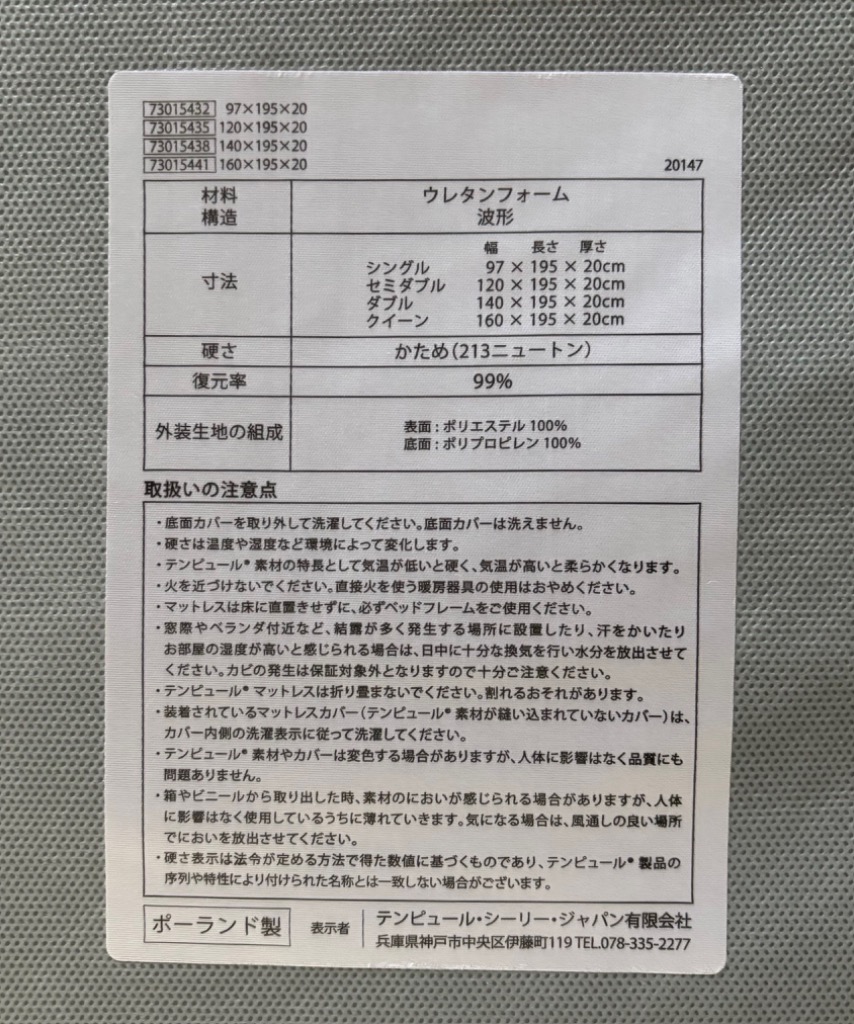 73015432 97×195×20
73015435 120×195×20
73015438 140×195×20
73015441 160×195×20
20147
材料 ウレタンフォーム
構造 波形
幅 長さ 厚さ
寸法
シングル 97 × 195 × 20cm
セミダブル 120 × 195 × 20cm
ダブル 140 × 195 × 20cm
クイーン 160 × 195 × 20cm
硬さ かため(213ニュートン)
復元率 99%
外装生地の組成
表面:ポリエステル 100%
底面:ポリプロピレン 100%
取扱いの注意点
・底面カバーを取り外して洗濯してください。底面カバーは洗えません。
・硬さは温度や湿度など環境によって変化します。
・テンピュール® 素材の特長として気温が低いと硬く、気温が高いと柔らかくなります。
・火を近づけないでください。直接火を使う暖房器具の使用はおやめください。
・マットレスは床に直置きせずに、必ずベッドフレームをご使用ください。
・窓際やベランダ付近など、結露が多く発生する場所に設置したり、汗をかいたり
お部屋の湿度が高いと感じられる場合は、日中に十分な換気を行い水分を放出させて
ください。カビの発生は保証対象外となりますので十分ご注意ください。
・テンピュール® マットレスは折り畳まないでください。割れるおそれがあります。
・装着されているマットレスカバー(テンピュール® 素材が縫い込まれていないカバー)は、
カバー内側の洗濯表示に従って洗濯してください。
・テンピュール® 素材やカバーは変色する場合がありますが、人体に影響はなく品質にも
問題ありません。
・箱やビニールから取り出した時、素材のにおいが感じられる場合がありますが、人体
に影響はなく使用しているうちに薄れていきます。気になる場合は、風通しの良い場所
でにおいを放出させてください。
・硬さ表示は法令が定める方法で得た数値に基づくものであり、テンピュール® 製品の
序列や特性により付けられた名称とは一致しない場合がございます。
ポーランド製
表示者
テンピュール・シーリー・ジャパン有限会社
兵庫県神戸市中央区伊藤町119 TEL.078-335-2277